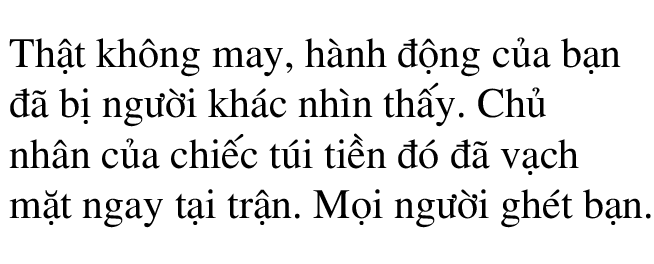 Thật không may, hành động của bạn
đã bị người khác nhìn thấy. Chủ
nhân của chiếc túi tiền đó đã vạch
mặt ngay tại trận. Mọi người ghét bạn.